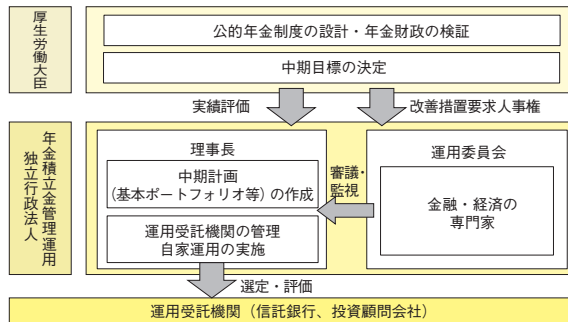 厚生労働大臣
公的年金制度の設計・年金財政の検証
中期目標の決定
実績評価
改善措置要求人事権
年金積立金管理運用
独立行政法人
理事長
中期計画
(基本ポートフォリオ等)の作成
運用受託機関の管理
自家運用の実施
審議・
監視
運用委員会
金融・経済の
専門家
選定・評価
運用受託機関（信託銀行、投資顧問会社）